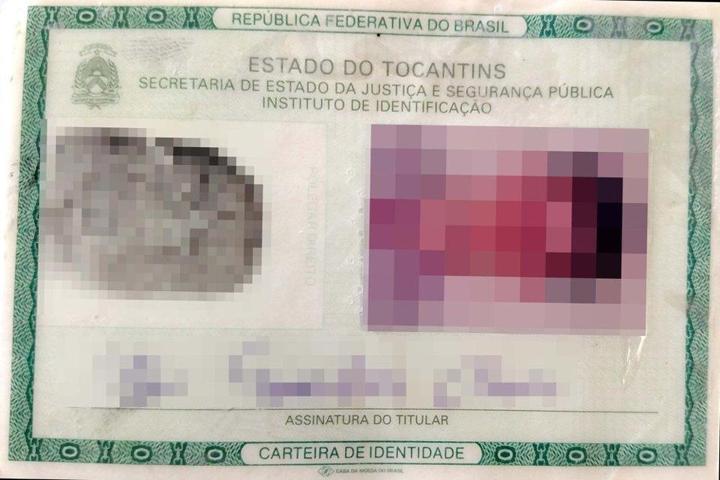 REPÚBLICA FEDERATIVA DO BRASIL
ESTADO DO TOCANTINS
SECRETARIA DE ESTADO DA JUSTIÇA E SEGURANÇA PÚBLICA
INSTITUTO DE IDENTIFICAÇÃO
POLEGAR DIREITO
ASSINATURA DO TITULAR
CARTEIRA DE IDENTIDADE
CASA DA MOEDA DO BRASIL